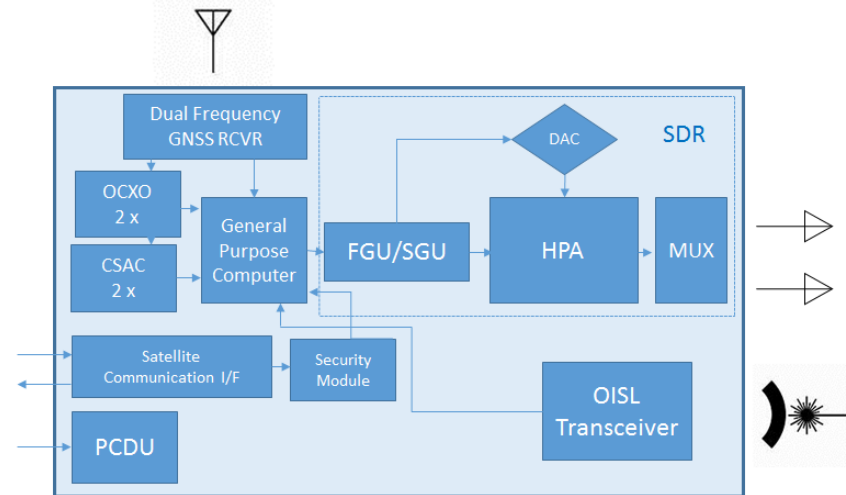 Dual Frequency
GNSS RCVR
DAC
SDR
OCXO
2 x
General
Purpose
Computer
FGU/SGU
HPA
MUX
CSAC
2 x
Satellite
Communication I/F
Security
Module
OISL
Transceiver
PCDU